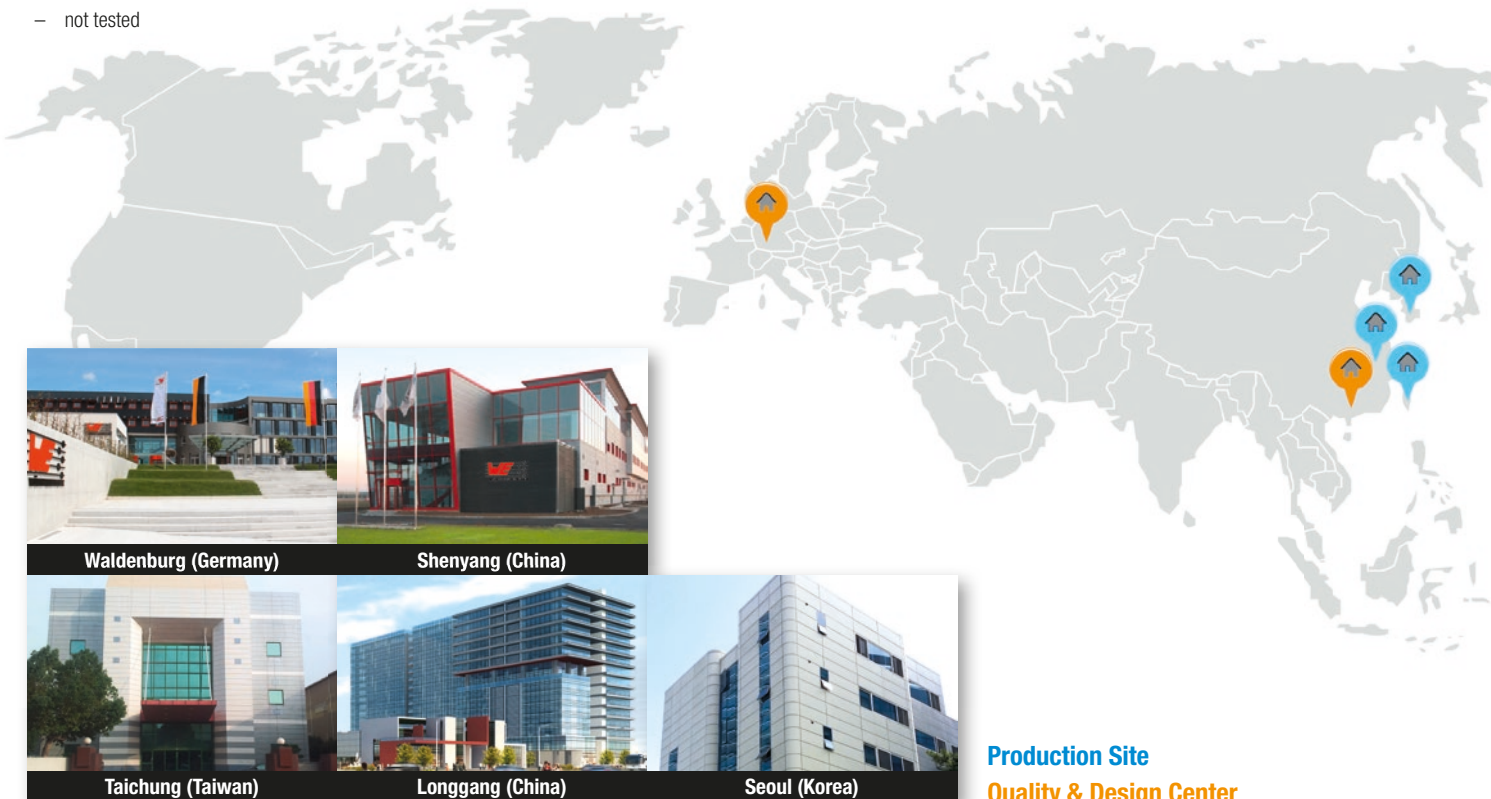 – not tested
Waldenburg (Germany)
Shenyang (China)
Taichung (Taiwan)
Longgang (China)
Seoul (Korea)
Production Site
Quality & Design Center